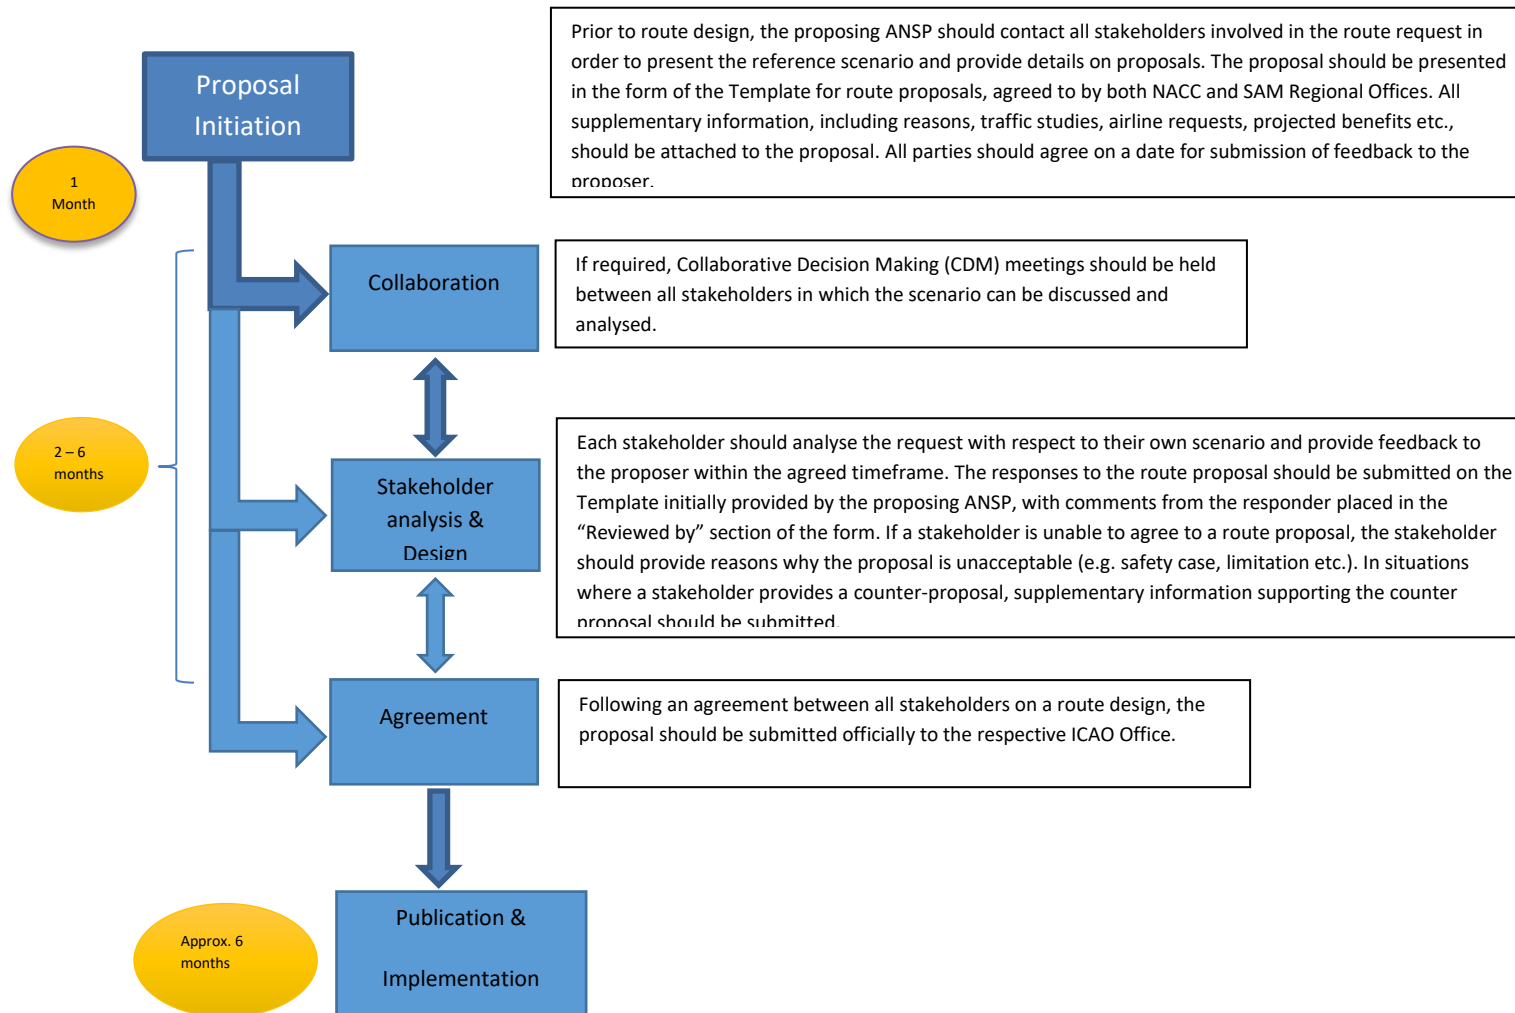 Proposal
Initiation
Prior to route design, the proposing ANSP should contact all stakeholders involved in the route request in
order to present the reference scenario and provide details on proposals. The proposal should be presented
in the form of the Template for route proposals, agreed to by both NACC and SAM Regional Offices. All
supplementary information, including reasons, traffic studies, airline requests, projected benefits etc.,
should be attached to the proposal. All parties should agree on a date for submission of feedback to the
proposer.
1
Month
Collaboration
If required, Collaborative Decision Making (CDM) meetings should be held
between all stakeholders in which the scenario can be discussed and
analysed.
2 – 6
months
Stakeholder
analysis &
Design
Each stakeholder should analyse the request with respect to their own scenario and provide feedback to
the proposer within the agreed timeframe. The responses to the route proposal should be submitted on the
Template initially provided by the proposing ANSP, with comments from the responder placed in the
“Reviewed by” section of the form. If a stakeholder is unable to agree to a route proposal, the stakeholder
should provide reasons why the proposal is unacceptable (e.g. safety case, limitation etc.). In situations
where a stakeholder provides a counter-proposal, supplementary information supporting the counter
proposal should be submitted.
Agreement
Following an agreement between all stakeholders on a route design, the
proposal should be submitted officially to the respective ICAO Office.
Approx. 6
months
Publication &
Implementation